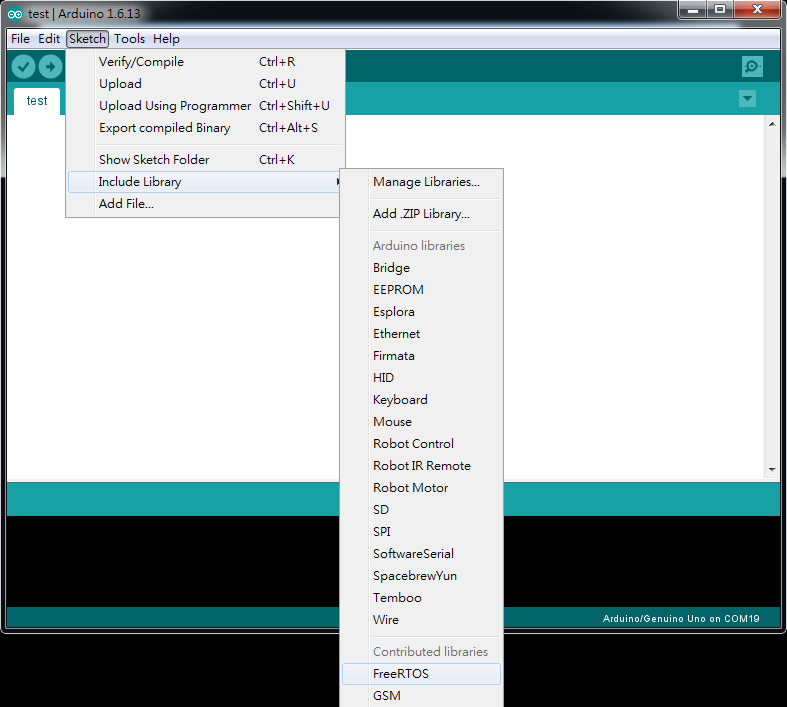 test | Arduino 1.6.13
File Edit Sketch Tools Help
test
Verify/Compile Ctrl+R
Upload Ctrl+U
Upload Using Programmer Ctrl+Shift+U
Export compiled Binary Ctrl+Alt+S
Show Sketch Folder Ctrl+K
Include Library
Add File...
Manage Libraries...
Add .ZIP Library...
Arduino libraries
Bridge
EEPROM
Esplora
Ethernet
Firmata
HID
Keyboard
Mouse
Robot Control
Robot IR Remote
Robot Motor
SD
SPI
SoftwareSerial
SpacebrewYun
Temboo
Wire
Contributed libraries
FreeRTOS
GSM
Arduino/Genuino Uno on COM19